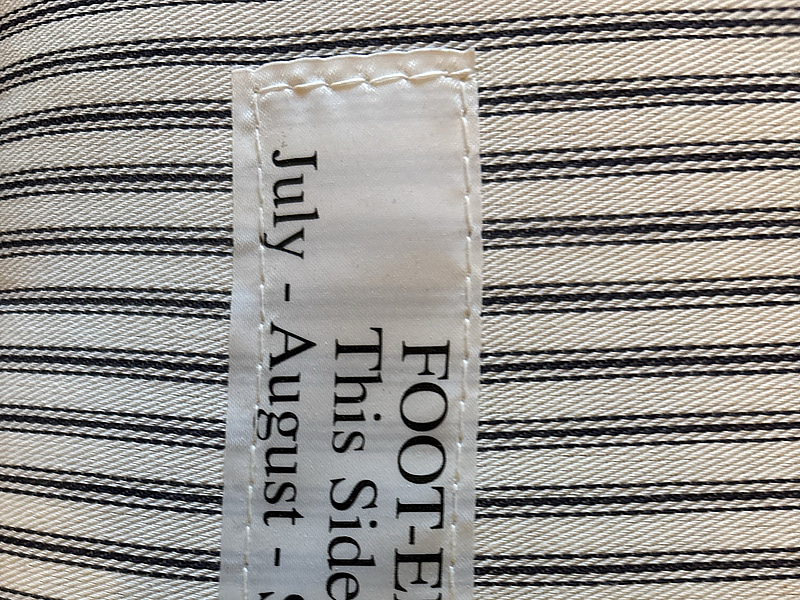 FOOT-E
This Side
July - August -